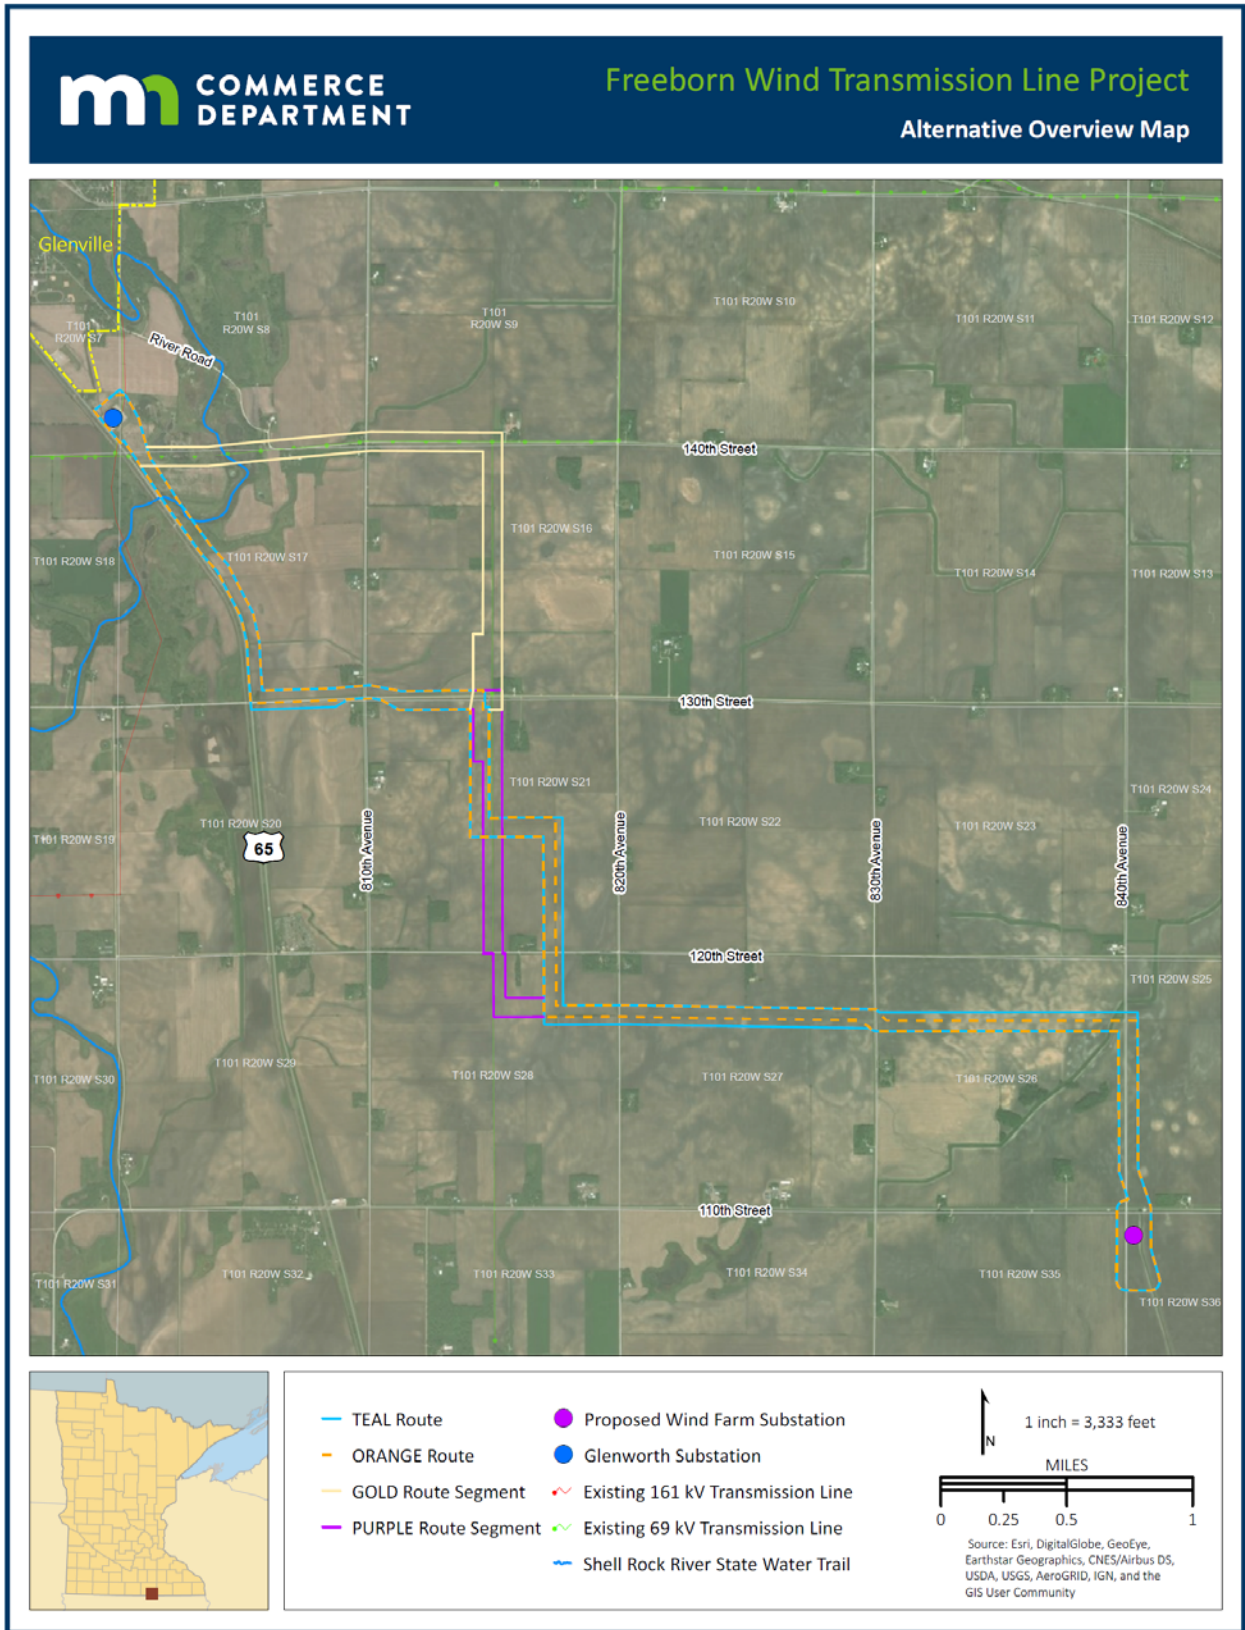 mn COMMERCE
DEPARTMENT
Freeborn Wind Transmission Line Project
Alternative Overview Map
Glenville
T101
R20W S7
T101
R20W S8
T101
R20W S9
T101 R20W S10
T101 R20W S11
T101 R20W S12
River Road
140th Street
T101 R20W S18
T101 R20W S17
T101 R20W S16
T101 R20W S15
T101 R20W S14
T101 R20W S13
130th Street
T101 R20W S19
T101 R20W S20
65
810th Avenue
T101 R20W S21
820th Avenue
T101 R20W S22
830th Avenue
T101 R20W S23
840th Avenue
T101 R20W S24
120th Street
T101 R20W S25
T101 R20W S30
T101 R20W S29
T101 R20W S28
T101 R20W S27
T101 R20W S26
110th Street
T101 R20W S31
T101 R20W S32
T101 R20W S33
T101 R20W S34
T101 R20W S35
T101 R20W S36
TEAL Route
ORANGE Route
GOLD Route Segment
PURPLE Route Segment
Proposed Wind Farm Substation
Glenworth Substation
Existing 161 kV Transmission Line
Existing 69 kV Transmission Line
Shell Rock River State Water Trail
N
1 inch = 3,333 feet
MILES
0 0.25 0.5 1
Source: Esri, DigitalGlobe, GeoEye,
Earthstar Geographics, CNES/Airbus DS,
USDA, USGS, AeroGRID, IGN, and the
GIS User Community